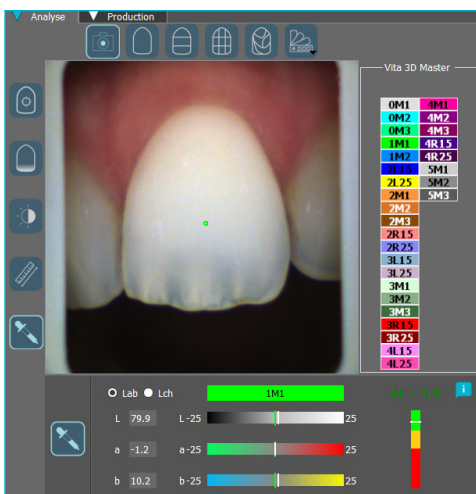 Analyse Production
Vita 3D Master
0M1 4M1
0M2 4M2
0M3 4M3
1M1 4R15
1M2 4R25
2L15 5M1
2L25 5M2
2M1 5M3
2M2
2M3
2R15
2R25
3L15
3L25
3M1
3M2
3M3
3R15
3R25
4L15
4L25
Lab Lch 1M1
L 79.9 L-25 25
a -1.2 a-25 25
b 10.2 b-25 25